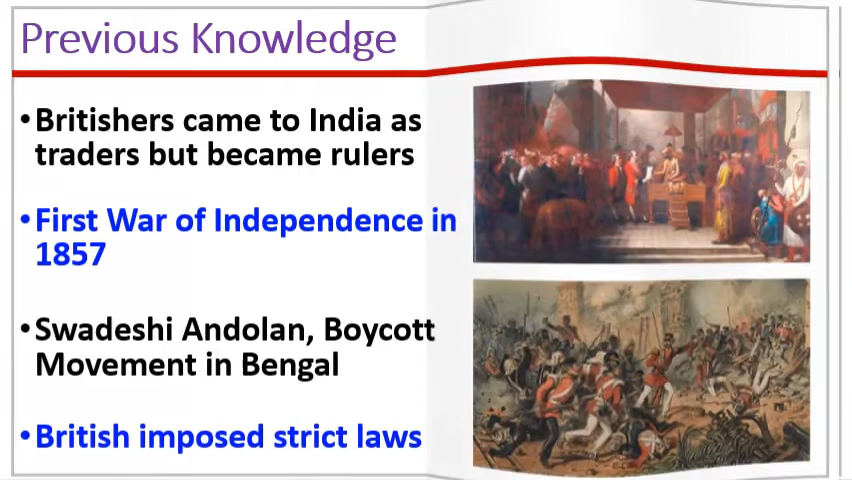 Previous Knowledge
•Britishers came to India as
traders but became rulers
•First War of Independence in
1857
•Swadeshi Andolan, Boycott
Movement in Bengal
•British imposed strict laws